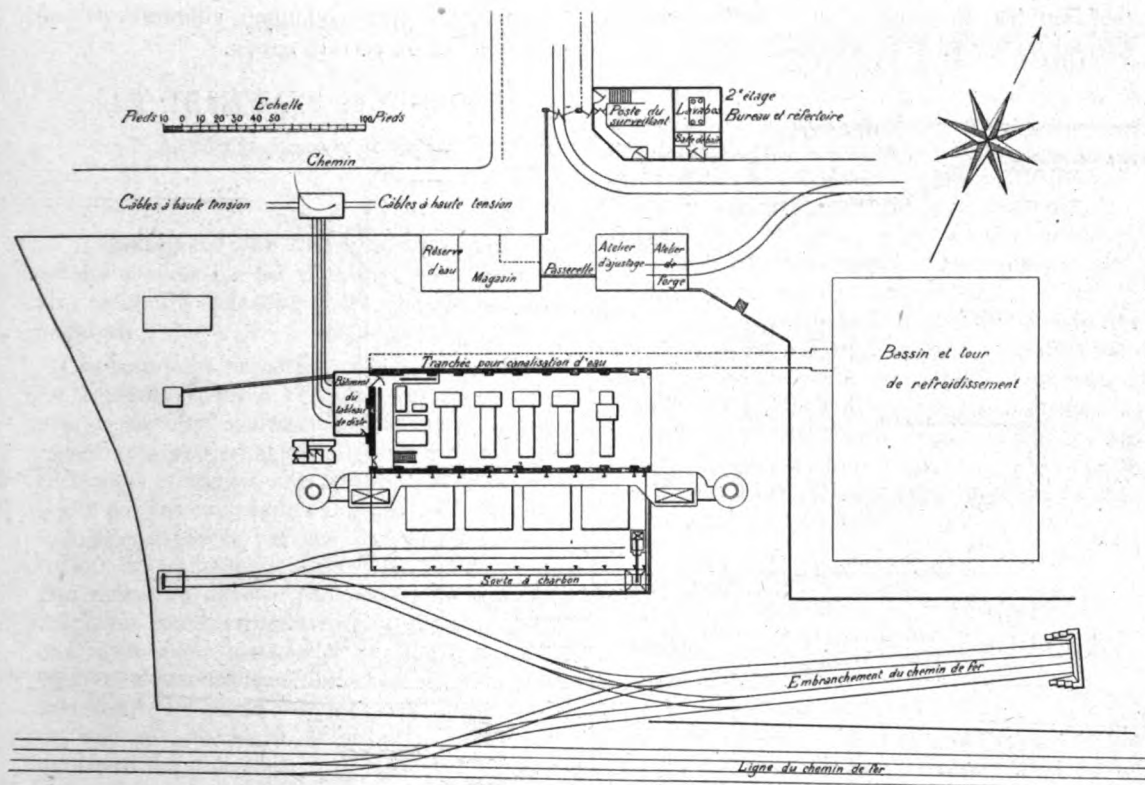 Echelle
Pieds 10 0 10 20 30 40 50 100 Pieds
Chemin
Câbles à haute tension
Câbles à haute tension
Poste du
surveillant
Lavabos
2e étage
Bureau et réfectoire
Réserve
d'eau
Magasin
Passerelle
Atelier
d'ajustage
Atelier
de
forge
Tranchée pour canalisation d'eau
Bâtiment
du
tableau
de distr.
Bassin et tour
de refroidissement
Soute à charbon
Embranchement du chemin de fer
Ligne du chemin de fer